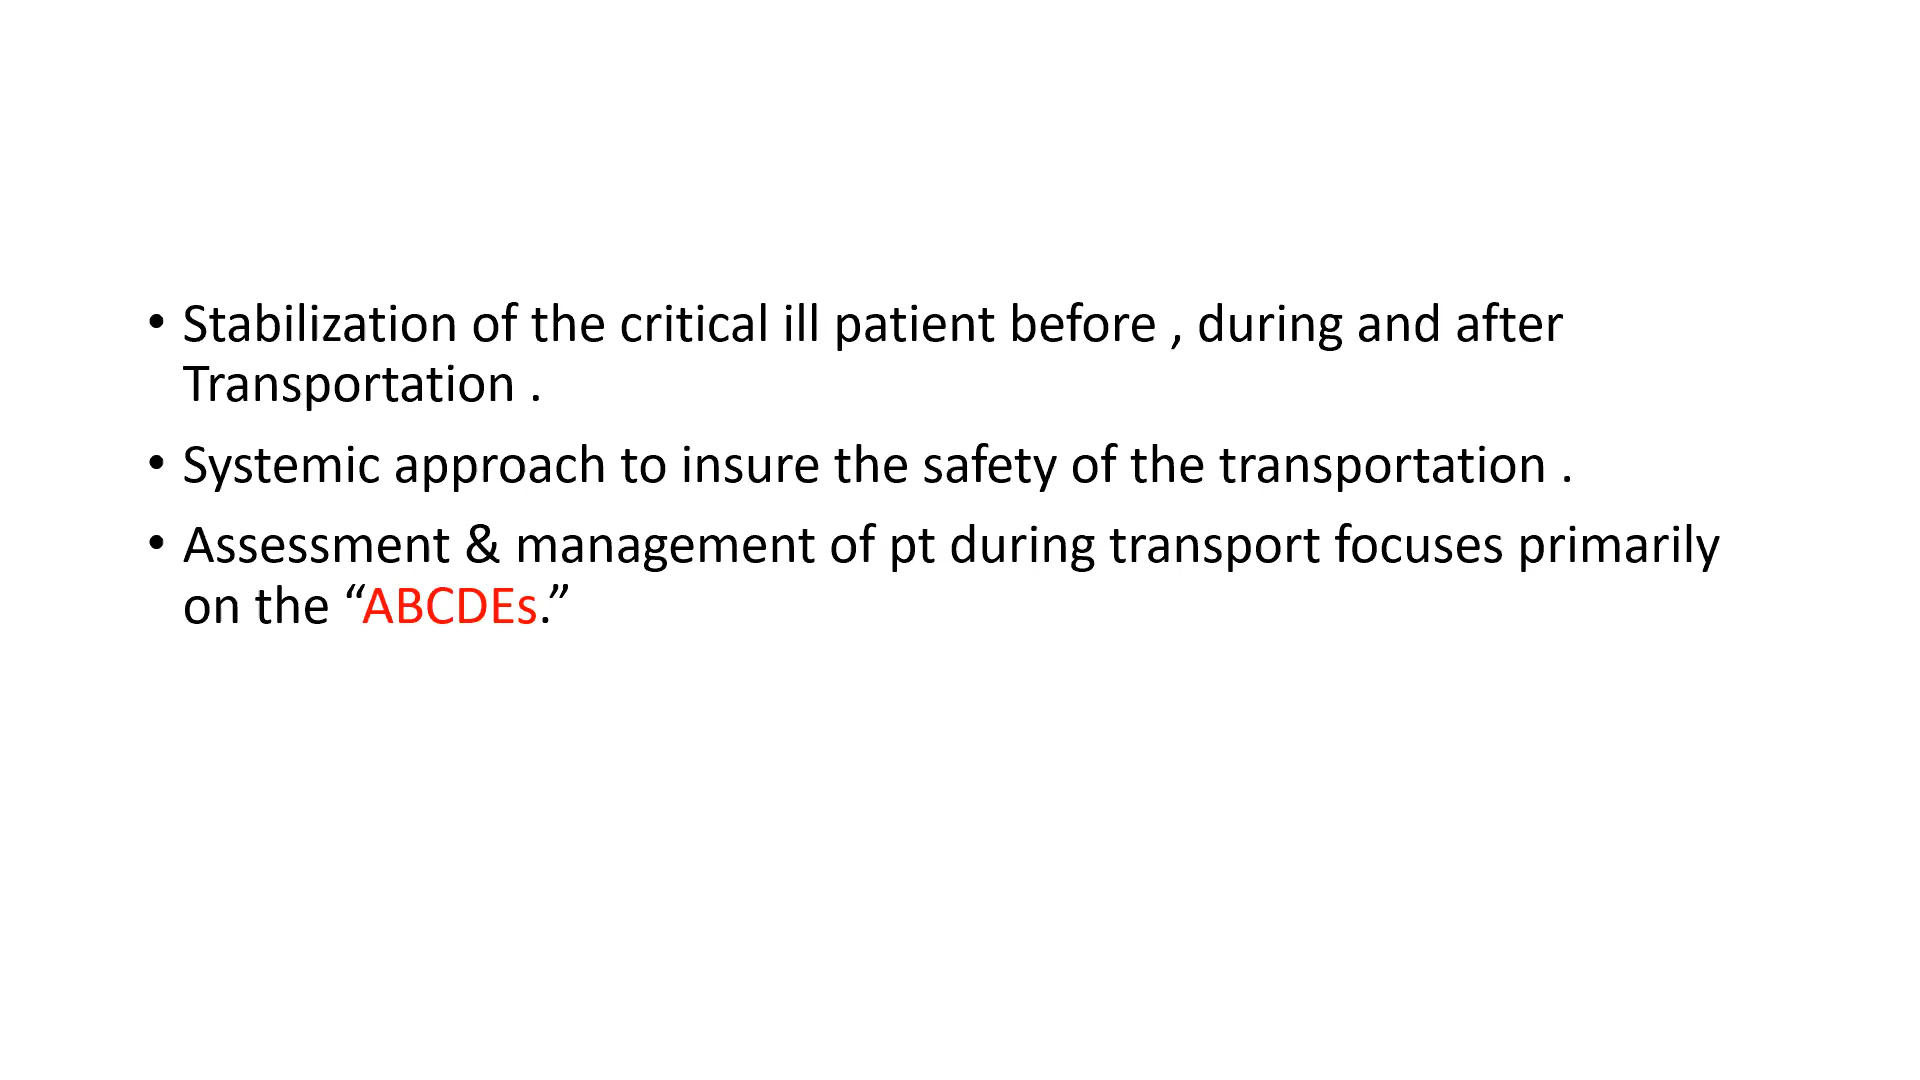 • Stabilization of the critical ill patient before , during and after
Transportation .
• Systemic approach to insure the safety of the transportation .
• Assessment & management of pt during transport focuses primarily
on the “ABCDEs.”